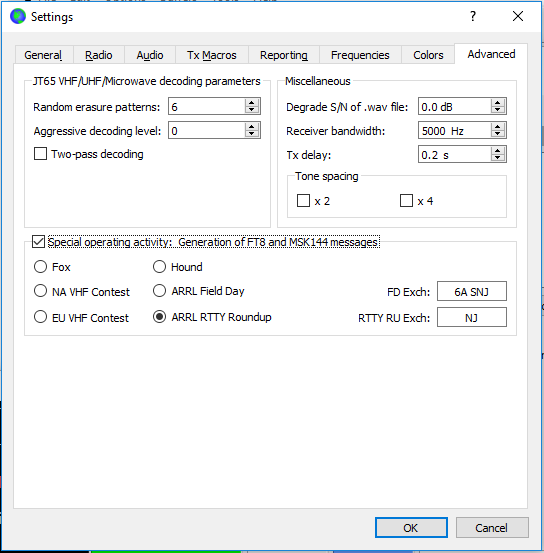 Settings
? ×
General Radio Audio Tx Macros Reporting Frequencies Colors Advanced
JT65 VHF/UHF/Microwave decoding parameters
Random erasure patterns: 6
Aggressive decoding level: 0
Two-pass decoding
Miscellaneous
Degrade S/N of .wav file: 0.0 dB
Receiver bandwidth: 5000 Hz
Tx delay: 0.2 s
Tone spacing
x 2 x 4
Special operating activity: Generation of FT8 and MSK144 messages
Fox Hound
NA VHF Contest ARRL Field Day FD Exch: 6A SNJ
EU VHF Contest ARRL RTTY Roundup RTTY RU Exch: NJ
OK Cancel